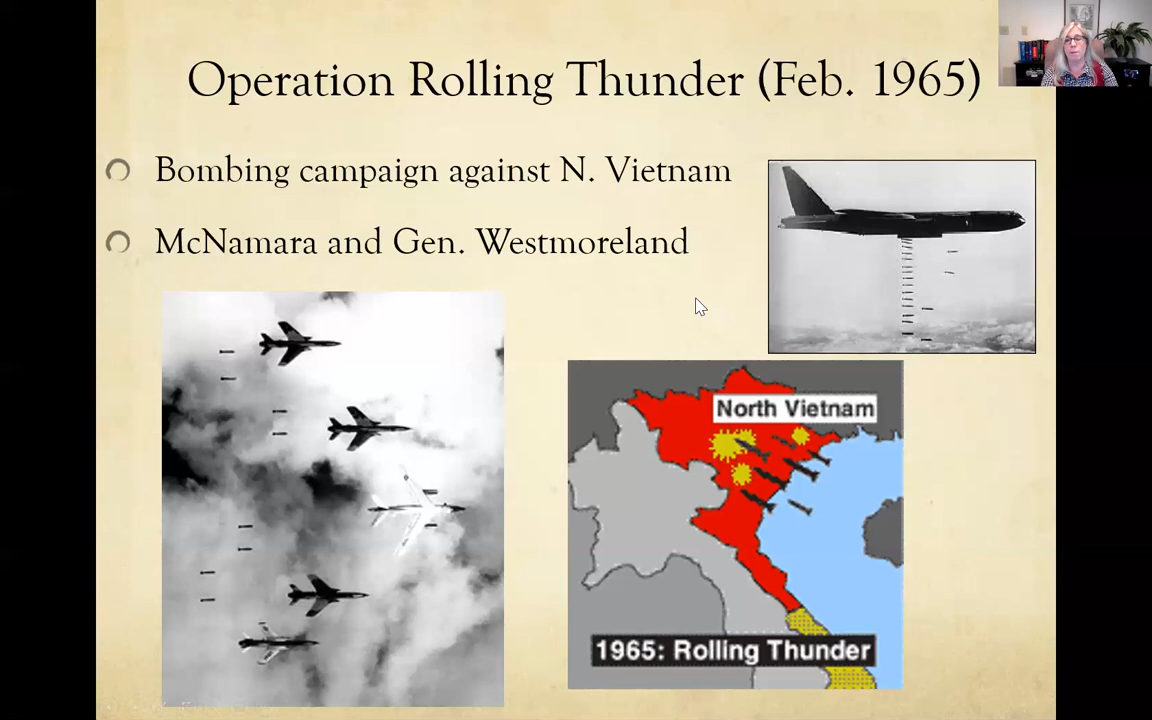 Operation Rolling Thunder (Feb. 1965)
Bombing campaign against N. Vietnam
McNamara and Gen. Westmoreland
North Vietnam
1965: Rolling Thunder